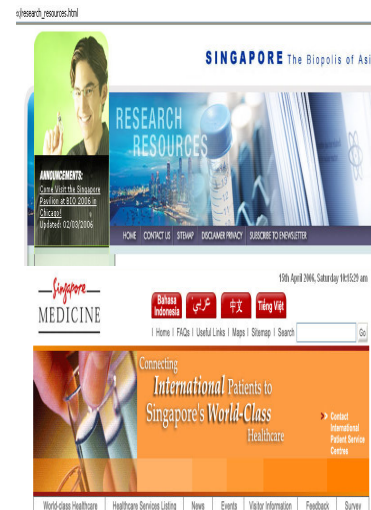 x/research_resources.html
SINGAPORE The Biopolis of Asi
RESEARCH
RESOURCES
ANNOUNCEMENTS:
Come Visit the Singapore
Pavilion at BIO 2006 in
Chicago!
Updated: 02/03/2006
HOME | CONTACT US | SITEMAP | DISCLAIMER PRIVACY | SUBSCRIBE TO ENEWSLETTER
15th April 2006, Saturday 10:15:29 am
Singapore
MEDICINE
Bahasa
Indonesia
عربي
中文
Tiếng Việt
| Home | FAQs | Useful Links | Maps | Sitemap | Search
Go
Connecting
International Patients to
Singapore's World-Class
Healthcare
>> Contact
International
Patient Service
Centres
World-class Healthcare | Healthcare Services Listing | News | Events | Visitor Information | Feedback | Survey